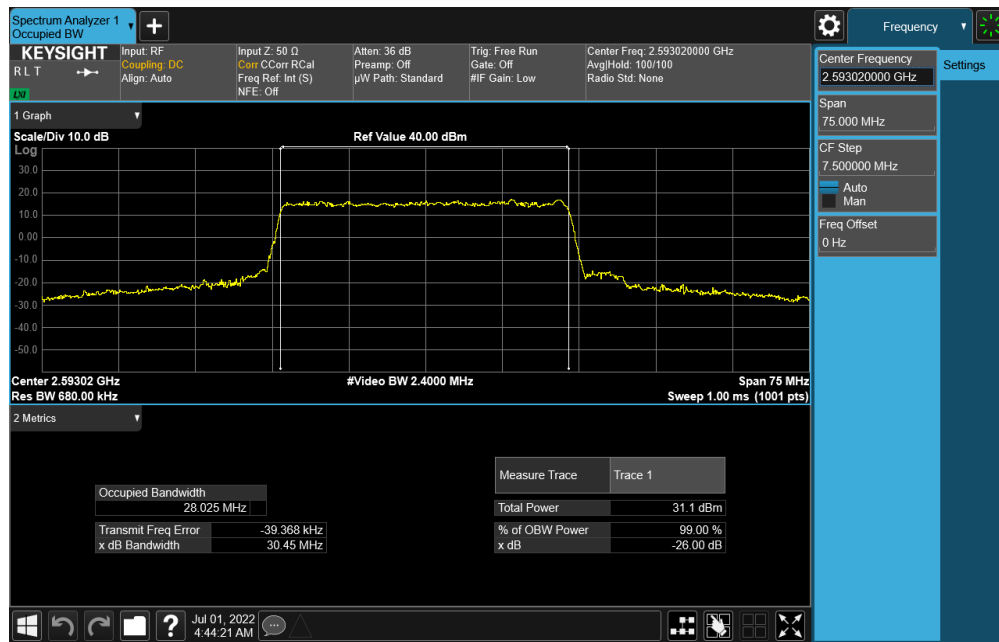 Spectrum Analyzer 1
Occupied BW
Frequency
KEYSIGHT
R L T
LXI
Input: RF
Coupling: DC
Align: Auto
Input Z: 50 Ω
Corr CCorr RCal
Freq Ref: Int (S)
NFE: Off
Atten: 36 dB
Preamp: Off
µW Path: Standard
Trig: Free Run
Gate: Off
#IF Gain: Low
Center Freq: 2.593020000 GHz
Avg|Hold: 100/100
Radio Std: None
Center Frequency
2.593020000 GHz
Settings
Span
75.000 MHz
CF Step
7.500000 MHz
Auto
Man
Freq Offset
0 Hz
1 Graph
Scale/Div 10.0 dB
Ref Value 40.00 dBm
Log
30.0
20.0
10.0
0.00
-10.0
-20.0
-30.0
-40.0
-50.0
Center 2.59302 GHz
#Video BW 2.4000 MHz
Span 75 MHz
Res BW 680.00 kHz
Sweep 1.00 ms (1001 pts)
2 Metrics
Occupied Bandwidth
28.025 MHz
Transmit Freq Error -39.368 kHz
x dB Bandwidth 30.45 MHz
Measure Trace Trace 1
Total Power 31.1 dBm
% of OBW Power 99.00 %
x dB -26.00 dB
?
Jul 01, 2022
4:44:21 AM